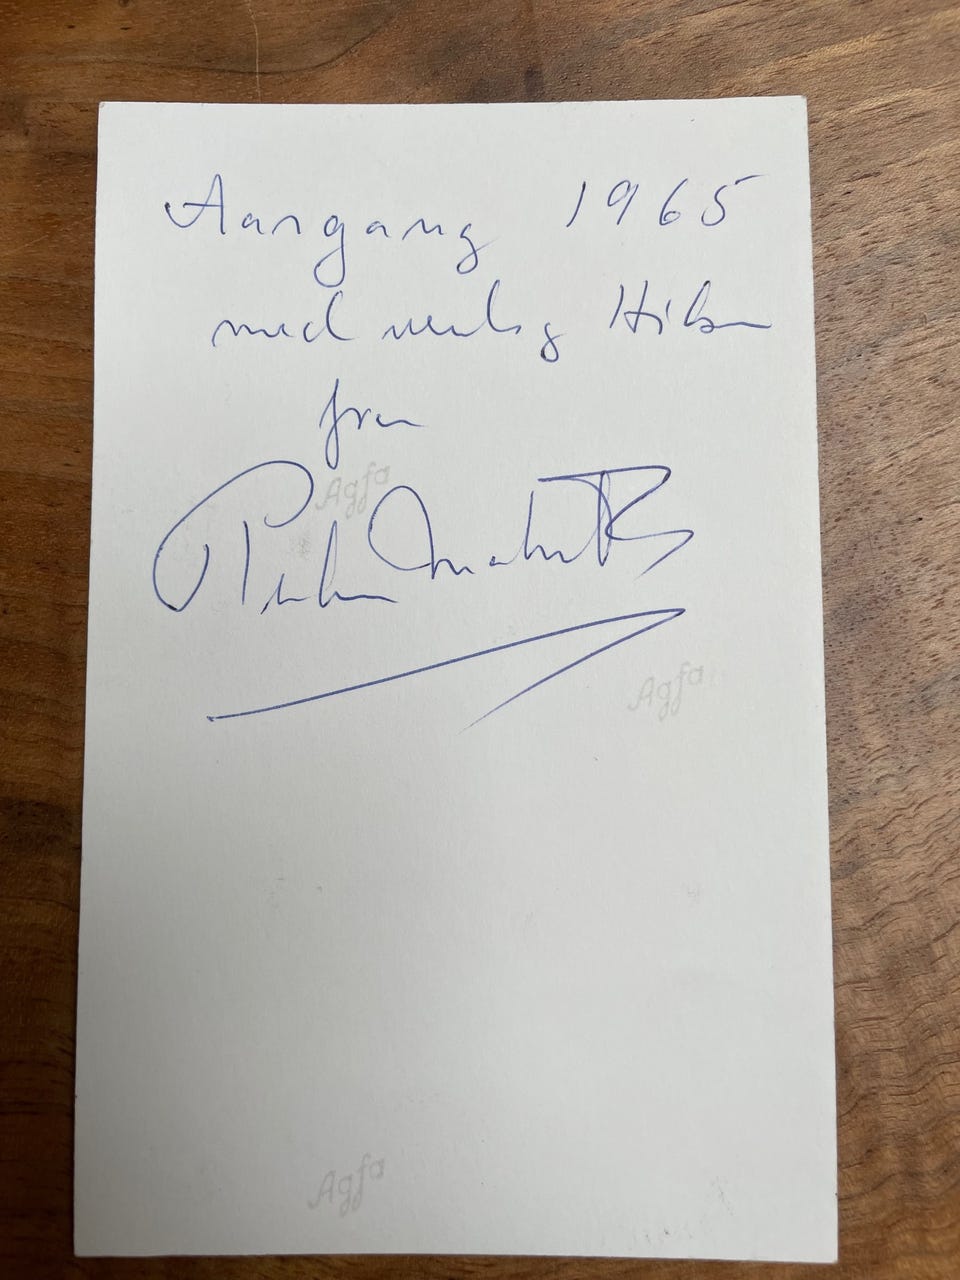 Aargang 1965
med venlig Hilsen
fra
Agfa
Agfa
Agfa